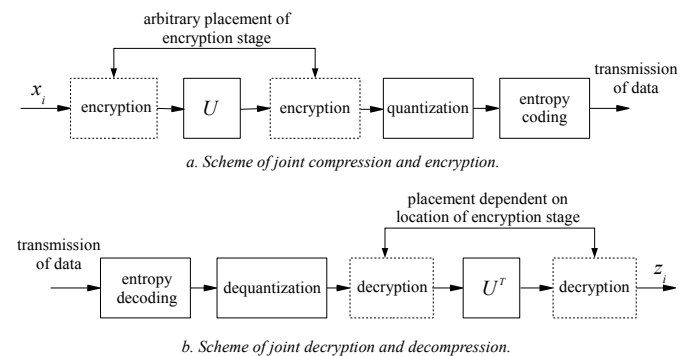 arbitrary placement of
encryption stage
x_i
encryption
U
encryption
quantization
entropy
coding
transmission
of data
a. Scheme of joint compression and encryption.
placement dependent on
location of encryption stage
transmission
of data
entropy
decoding
dequantization
decryption
U^T
decryption
z_i
b. Scheme of joint decryption and decompression.